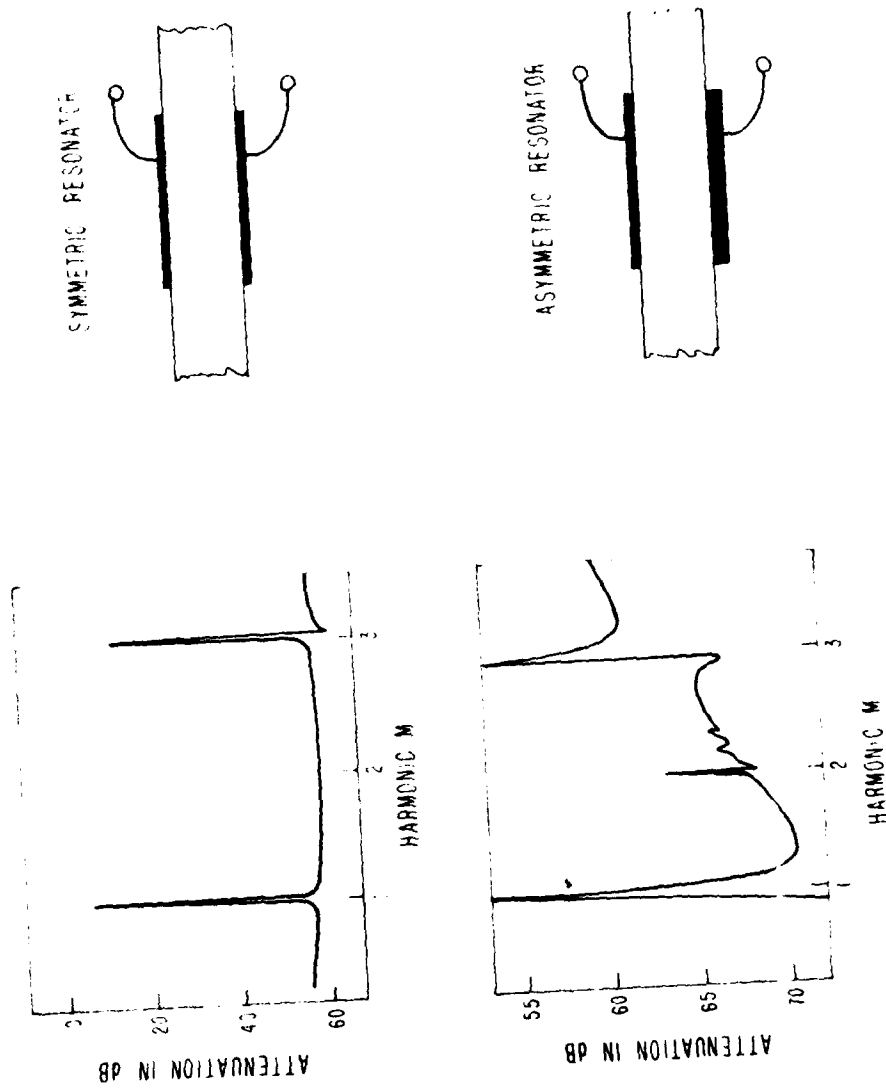 SYMMETRIC RESONATOR
ASYMMETRIC RESONATOR
0
20
40
60
ATTENUATION IN dB
2
3
HARMONIC M
55
60
65
70
ATTENUATION IN dB
1
2
3
HARMONIC M